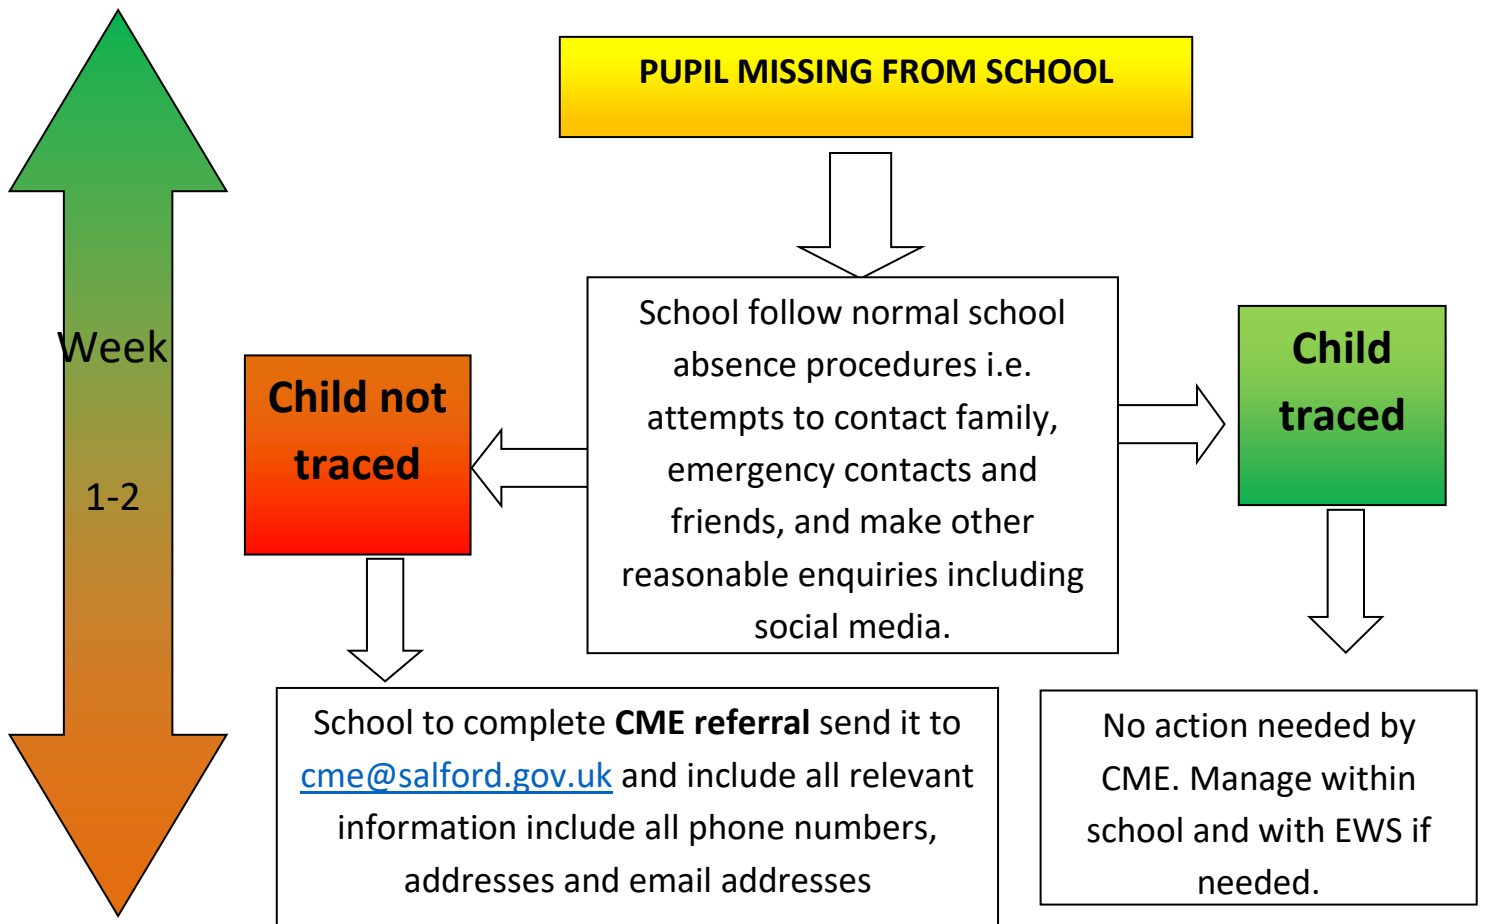 PUPIL MISSING FROM SCHOOL
Week
1-2
School follow normal school
absence procedures i.e.
attempts to contact family,
emergency contacts and
friends, and make other
reasonable enquiries including
social media.
Child not
traced
Child
traced
School to complete CME referral send it to
cme@salford.gov.uk and include all relevant
information include all phone numbers,
addresses and email addresses
No action needed by
CME. Manage within
school and with EWS if
needed.